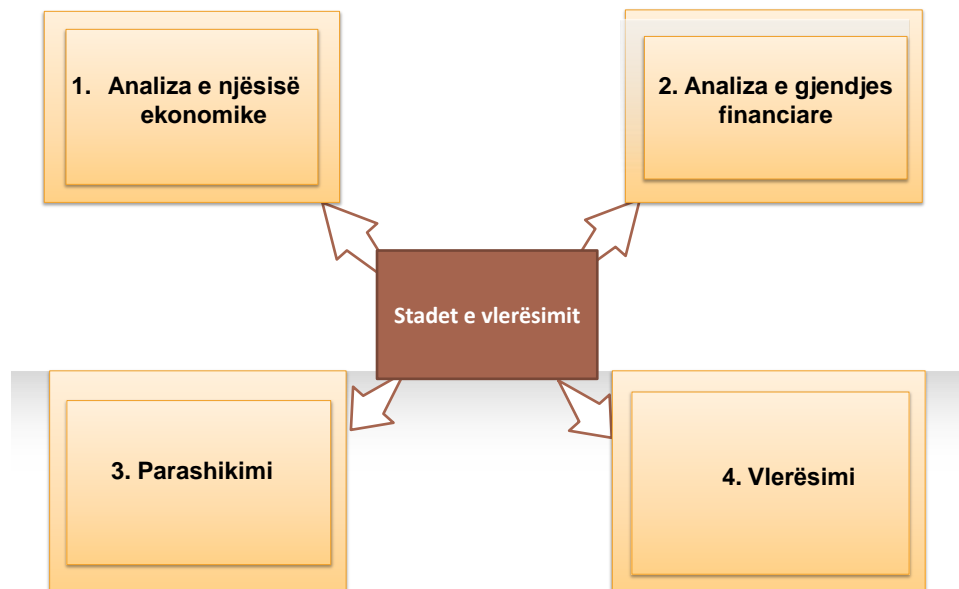 1. Analiza e njësisë
ekonomike
2. Analiza e gjendjes
financiare
Stadet e vlerësimit
3. Parashikimi
4. Vlerësimi